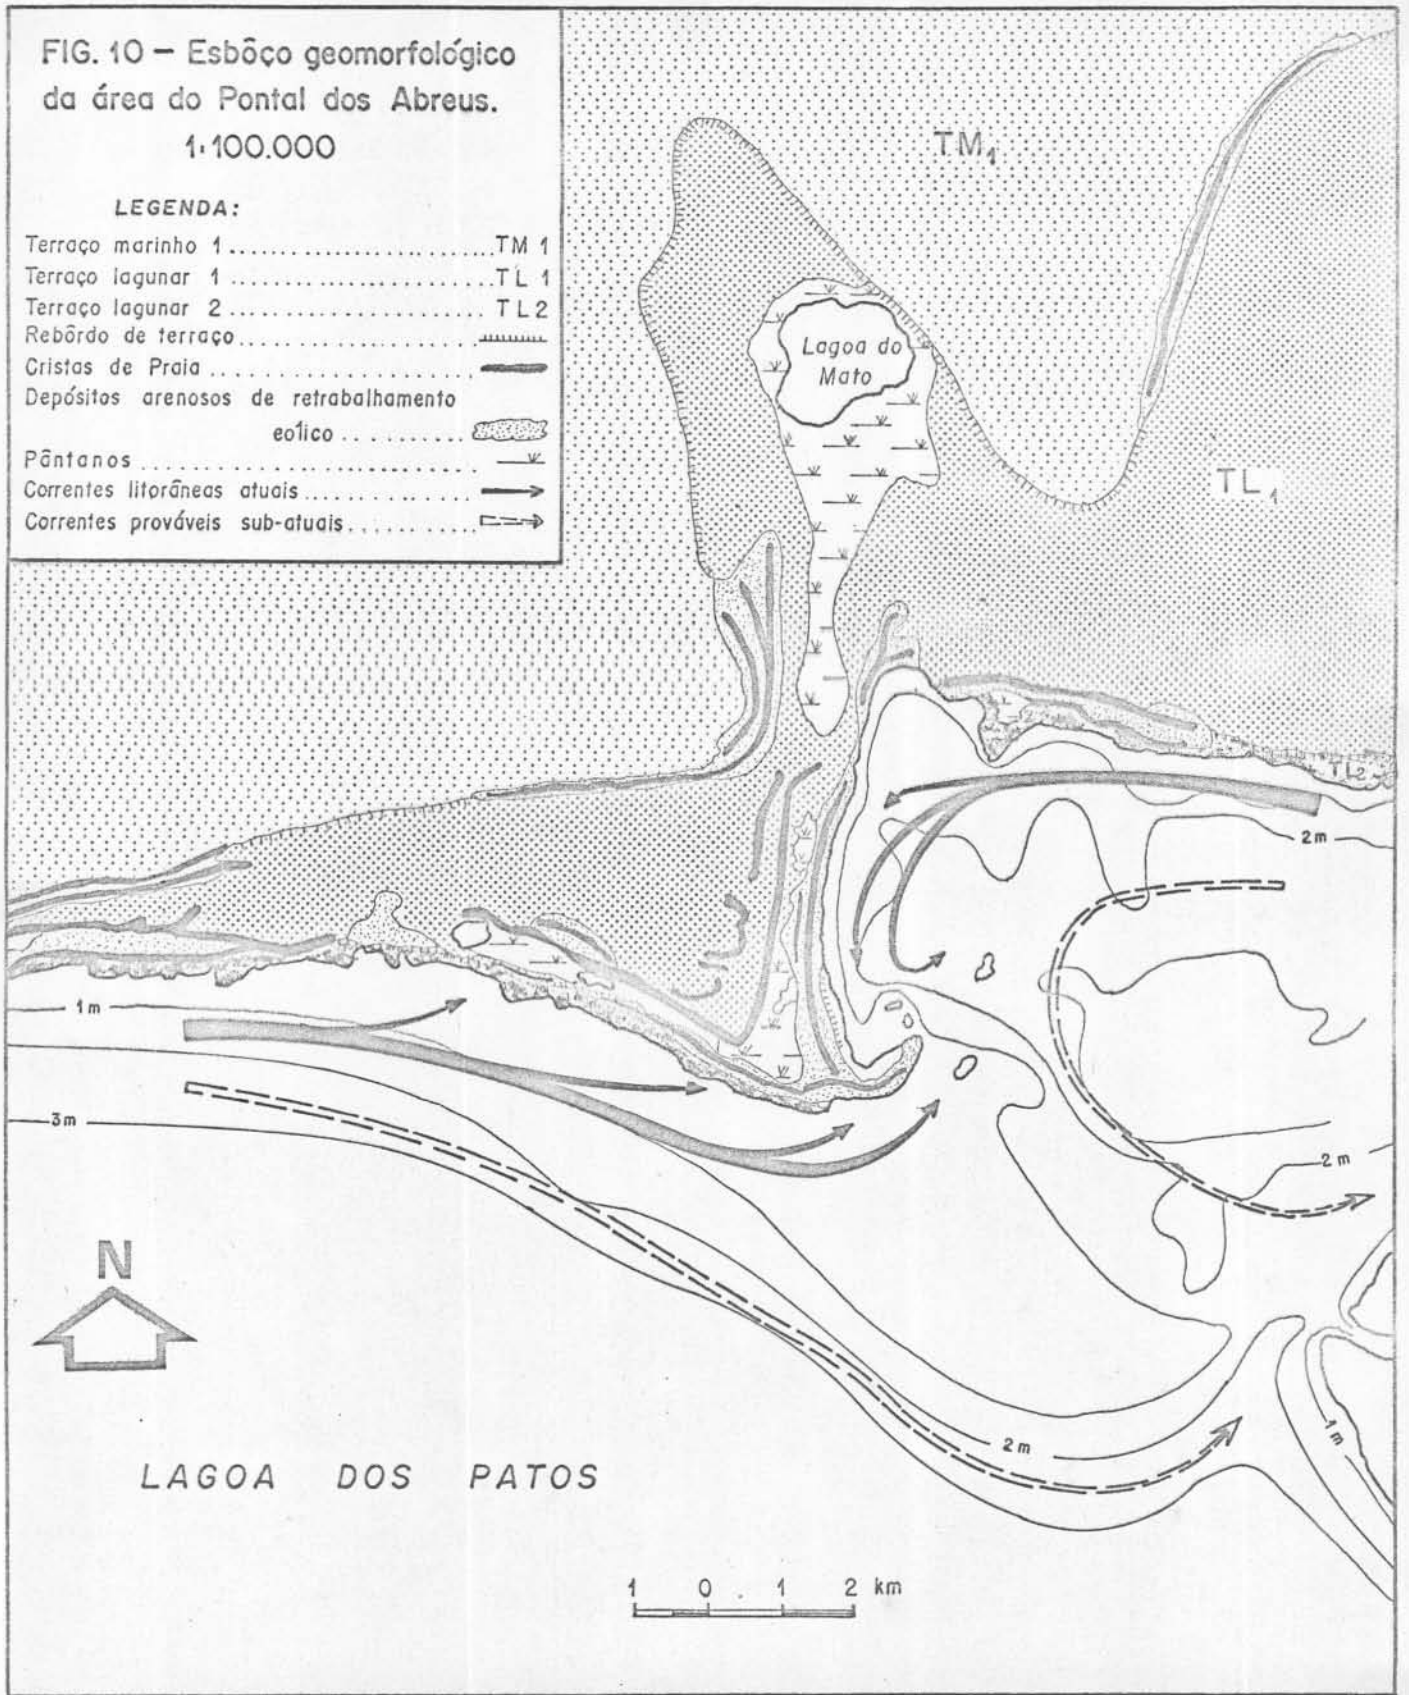 FIG. 10 — Esbôço geomorfológico
da área do Pontal dos Abreus.
1:100.000
LEGENDA:
Terraço marinho 1 ........................ TM 1
Terraço lagunar 1 ........................ TL 1
Terraço lagunar 2 ........................ TL2
Rebôrdo de terraço ........................
Cristas de Praia ........................
Depósitos arenosos de retrabalhamento
eolico ............
Pântanos ........................
Correntes litorâneas atuais ..................
Correntes prováveis sub-atuais ............
TM1
Lagoa do
Mato
TL1
TL2
2m
1m
3m
2m
N
2m
1m
LAGOA DOS PATOS
1 0 1 2 km